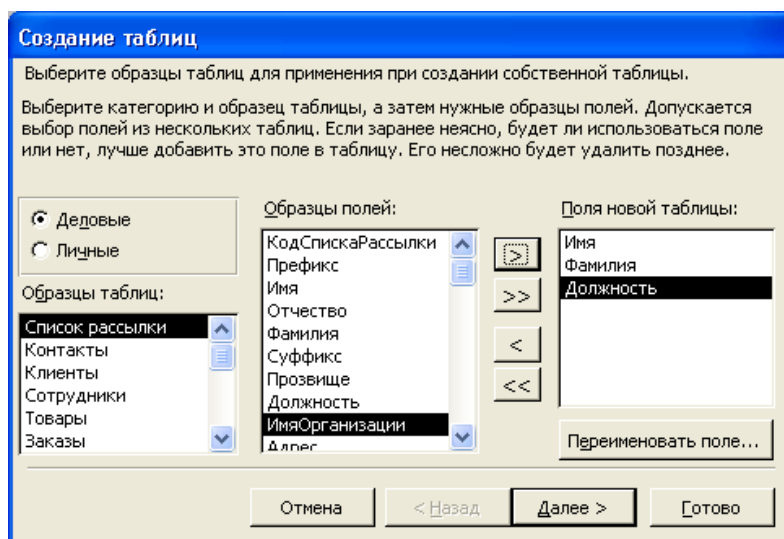 Создание таблиц
Выберите образцы таблиц для применения при создании собственной таблицы.
Выберите категорию и образец таблицы, а затем нужные образцы полей. Допускается
выбор полей из нескольких таблиц. Если заранее неясно, будет ли использоваться поле
или нет, лучше добавить это поле в таблицу. Его несложно будет удалить позднее.
Деловые
Личные
Образцы таблиц:
Список рассылки
Контакты
Клиенты
Сотрудники
Товары
Заказы
Образцы полей:
КодСпискаРассылки
Префикс
Имя
Отчество
Фамилия
Суффикс
Прозвище
Должность
ИмяОрганизации
Адрес
>
>>
<
<<
Поля новой таблицы:
Имя
Фамилия
Должность
Переименовать поле...
Отмена
< Назад
Далее >
Готово